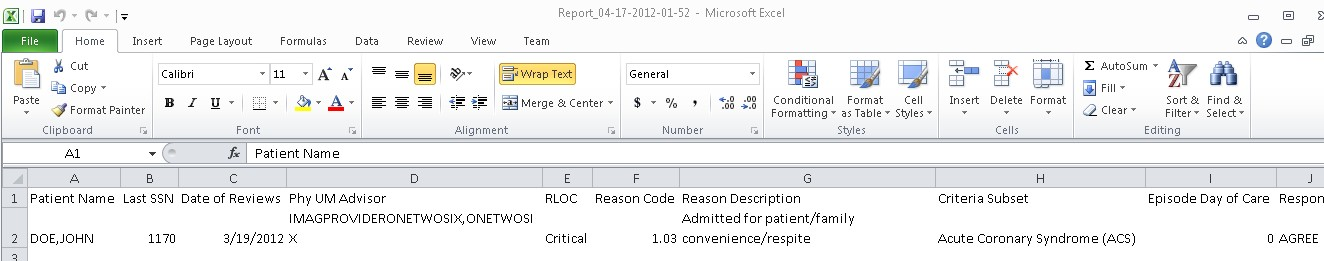 Report_04-17-2012-01-52 - Microsoft Excel
File Home Insert Page Layout Formulas Data Review View Team
Cut
Copy
Format Painter
Paste
Clipboard
Calibri 11 A A
B I U A
Font
Wrap Text
Merge & Center
Alignment
General
$ % , .0 .00 .00 .0
Number
Conditional Formatting
Format as Table
Cell Styles
Styles
Insert Delete Format
Cells
Σ AutoSum
Fill
Clear
Sort & Filter
Find & Select
Editing
A1 fx Patient Name
A B C D E F G H I J
1 Patient Name Last SSN Date of Reviews Phy UM Advisor RLOC Reason Code Reason Description Criteria Subset Episode Day of Care Respon
IMAGPROVIDERONETWOSIX,ONETWOSI Admitted for patient/family
2 DOE,JOHN 1170 3/19/2012 X Critical 1.03 convenience/respite Acute Coronary Syndrome (ACS) 0 AGREE
3